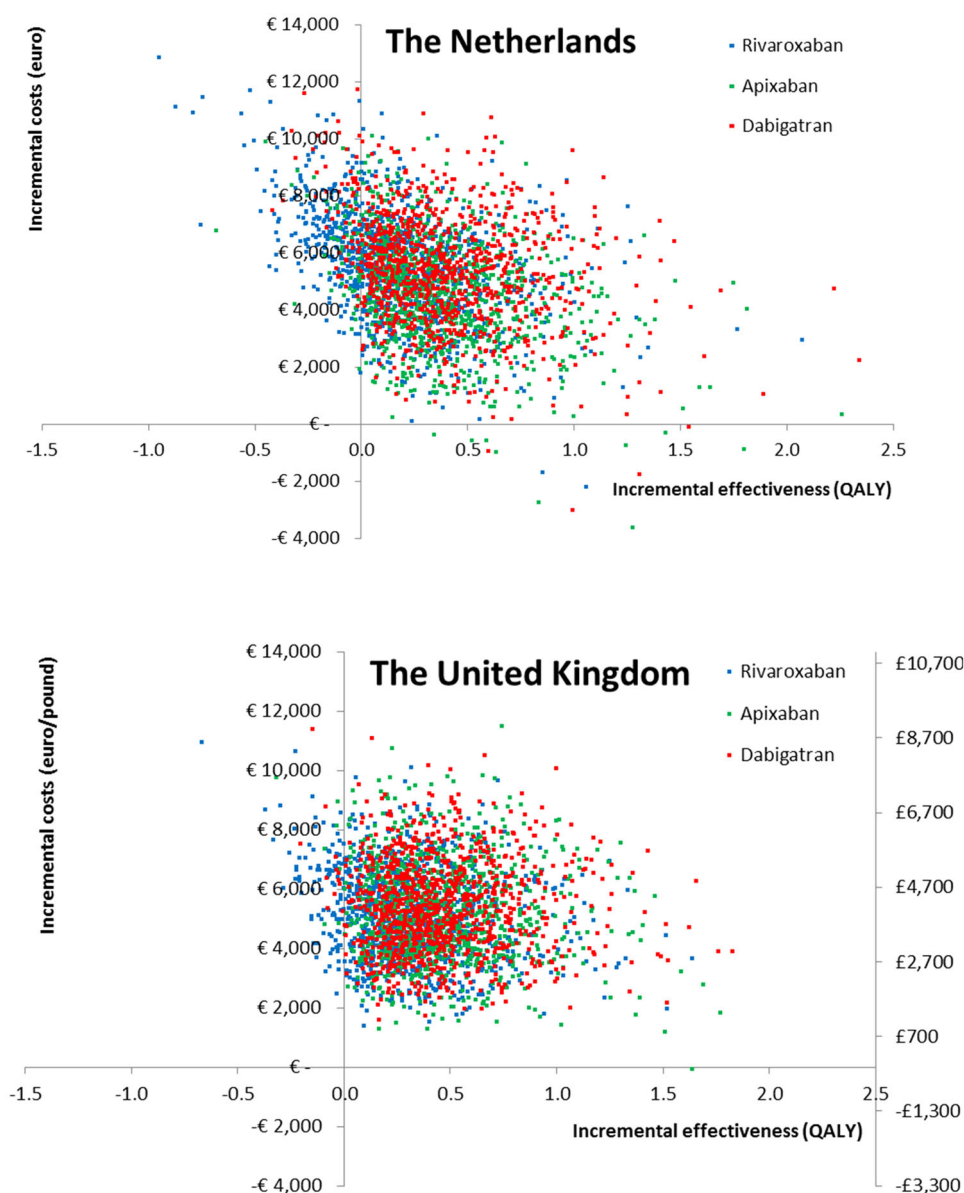 The Netherlands
Incremental costs (euro)
€ 14,000
€ 12,000
€ 10,000
€ 8,000
€ 6,000
€ 4,000
€ 2,000
€ -
-€ 2,000
-€ 4,000
Rivaroxaban
Apixaban
Dabigatran
-1.5 -1.0 -0.5 0.0 0.5 1.0 1.5 2.0 2.5
Incremental effectiveness (QALY)
The United Kingdom
Incremental costs (euro/pound)
€ 14,000
€ 12,000
€ 10,000
€ 8,000
€ 6,000
€ 4,000
€ 2,000
€ -
-€ 2,000
-€ 4,000
Rivaroxaban
Apixaban
Dabigatran
£10,700
£8,700
£6,700
£4,700
£2,700
£700
-£1,300
-£3,300
-1.5 -1.0 -0.5 0.0 0.5 1.0 1.5 2.0 2.5
Incremental effectiveness (QALY)